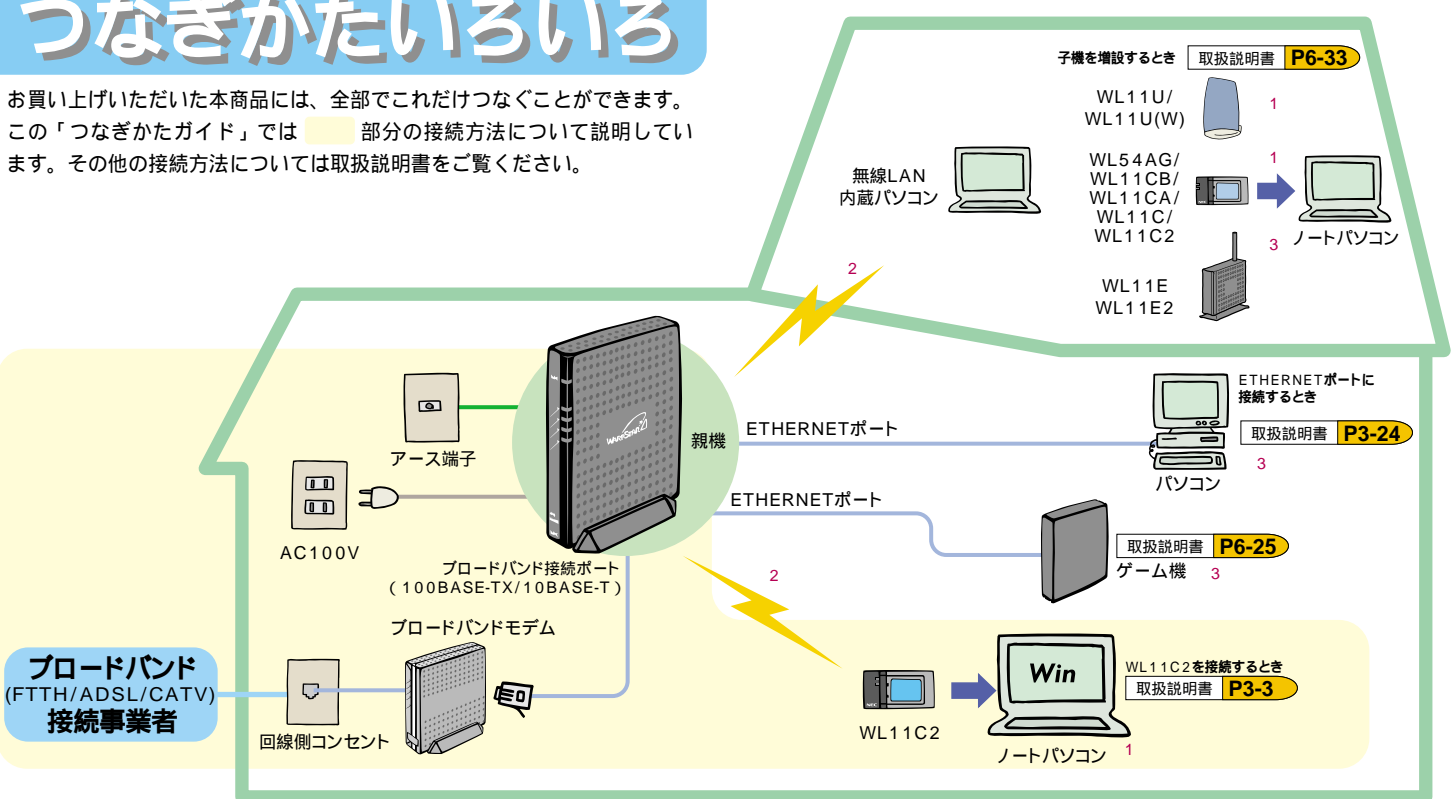 つなぎかたいろいろ
お買い上げいただいた本商品には、全部でこれだけつなぐことができます。
この「つなぎかたガイド」では 部分の接続方法について説明してい
ます。その他の接続方法については取扱説明書をご覧ください。
子機を増設するとき 取扱説明書 P6-33
WL11U/
WL11U(W)
1
無線LAN
内蔵パソコン
WL54AG/
WL11CB/
WL11CA/
WL11C/
WL11C2
1
ノートパソコン
3
WL11E
WL11E2
2
アース端子
AC100V
WARPSTAR
親機
ETHERNETポート
ETHERNETポートに
接続するとき
取扱説明書 P3-24
3
パソコン
ETHERNETポート
取扱説明書 P6-25
ゲーム機 3
ブロードバンド接続ポート
(100BASE-TX/10BASE-T)
2
ブロードバンドモデム
ブロードバンド
(FTTH/ADSL/CATV)
接続事業者
回線側コンセント
WL11C2
Win
WL11C2を接続するとき
取扱説明書 P3-3
ノートパソコン 1